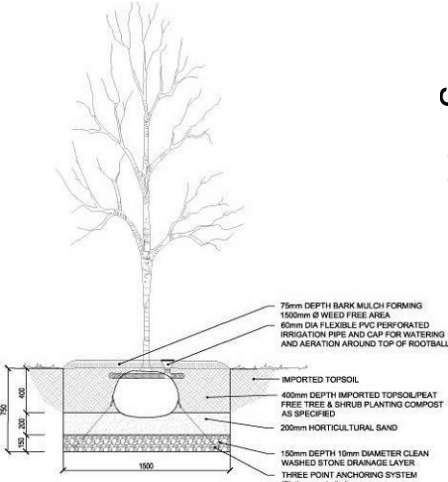 75mm DEPTH BARK MULCH FORMING
1500mm Ø WEED FREE AREA
60mm DIA FLEXIBLE PVC PERFORATED
IRRIGATION PIPE AND CAP FOR WATERING
AND AERATION AROUND TOP OF ROOTBALL
IMPORTED TOPSOIL
400mm DEPTH IMPORTED TOPSOIL/PEAT
FREE TREE & SHRUB PLANTING COMPOST
AS SPECIFIED
200mm HORTICULTURAL SAND
150mm DEPTH 10mm DIAMETER CLEAN
WASHED STONE DRAINAGE LAYER
THREE POINT ANCHORING SYSTEM
750
400
200
150
1500